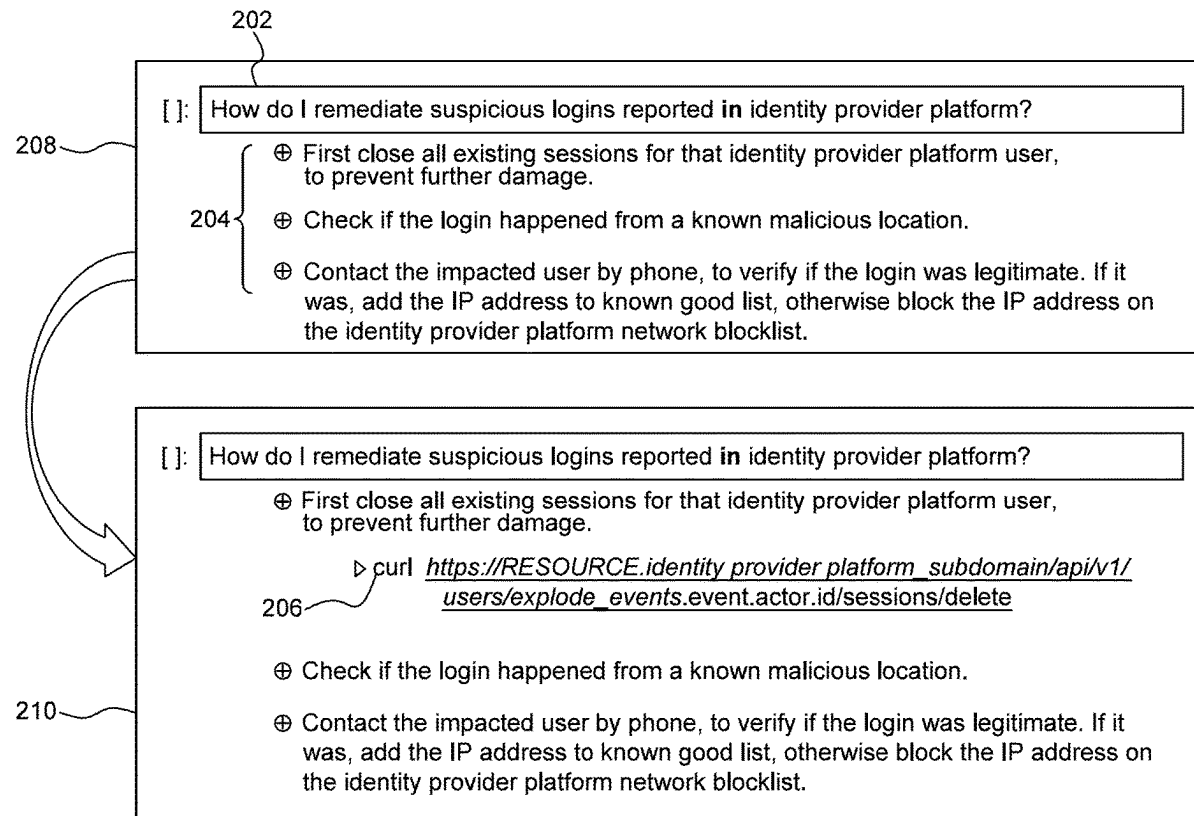 202
[ ]: How do I remediate suspicious logins reported in identity provider platform?
208
⊕ First close all existing sessions for that identity provider platform user,
to prevent further damage.
204
⊕ Check if the login happened from a known malicious location.
⊕ Contact the impacted user by phone, to verify if the login was legitimate. If it
was, add the IP address to known good list, otherwise block the IP address on
the identity provider platform network blocklist.
[ ]: How do I remediate suspicious logins reported in identity provider platform?
⊕ First close all existing sessions for that identity provider platform user,
to prevent further damage.
▷ curl https://RESOURCE.identity provider platform_subdomain/api/v1/
206
users/explode_events.event.actor.id/sessions/delete
⊕ Check if the login happened from a known malicious location.
210
⊕ Contact the impacted user by phone, to verify if the login was legitimate. If it
was, add the IP address to known good list, otherwise block the IP address on
the identity provider platform network blocklist.